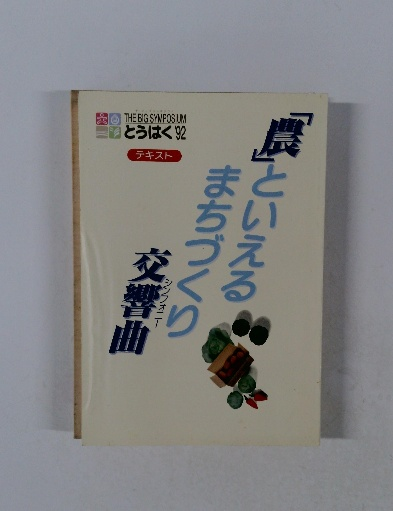 THE BIG SYMPOSIUM
とうはく'92
テキスト
「農」といえる
まちづくり
シンフォニー
交響曲